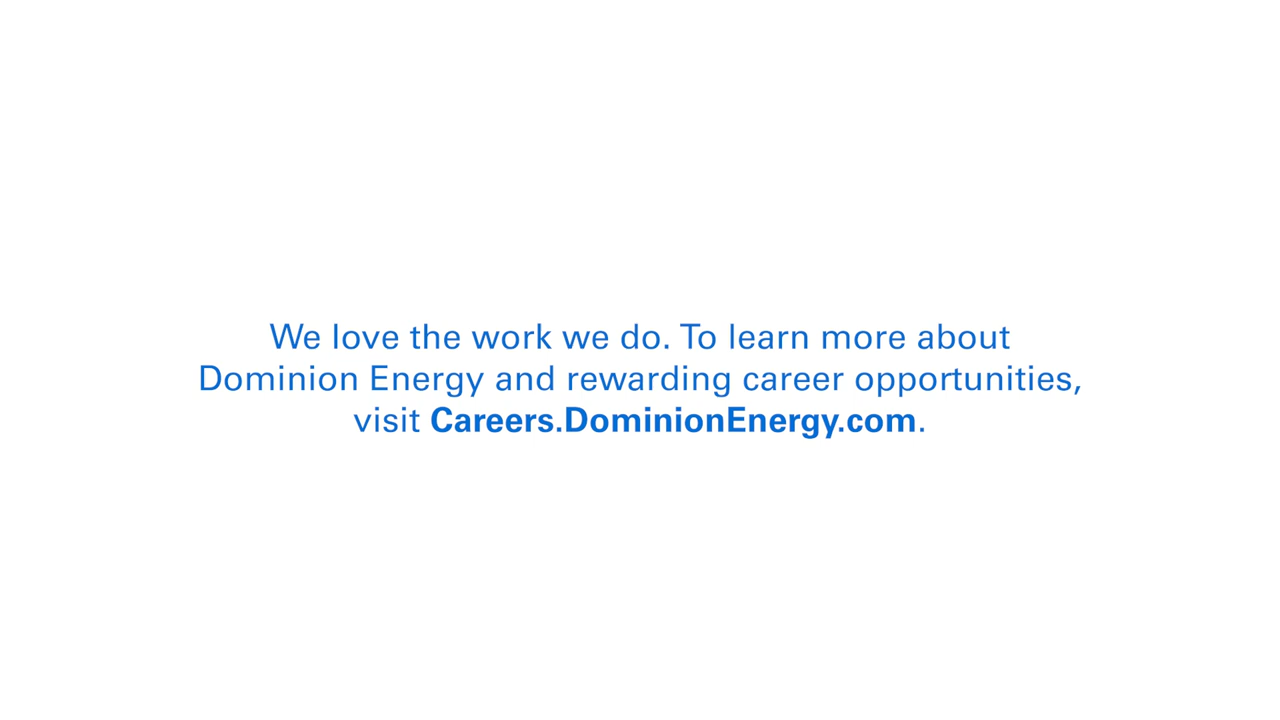 We love the work we do. To learn more about
Dominion Energy and rewarding career opportunities,
visit Careers.DominionEnergy.com.